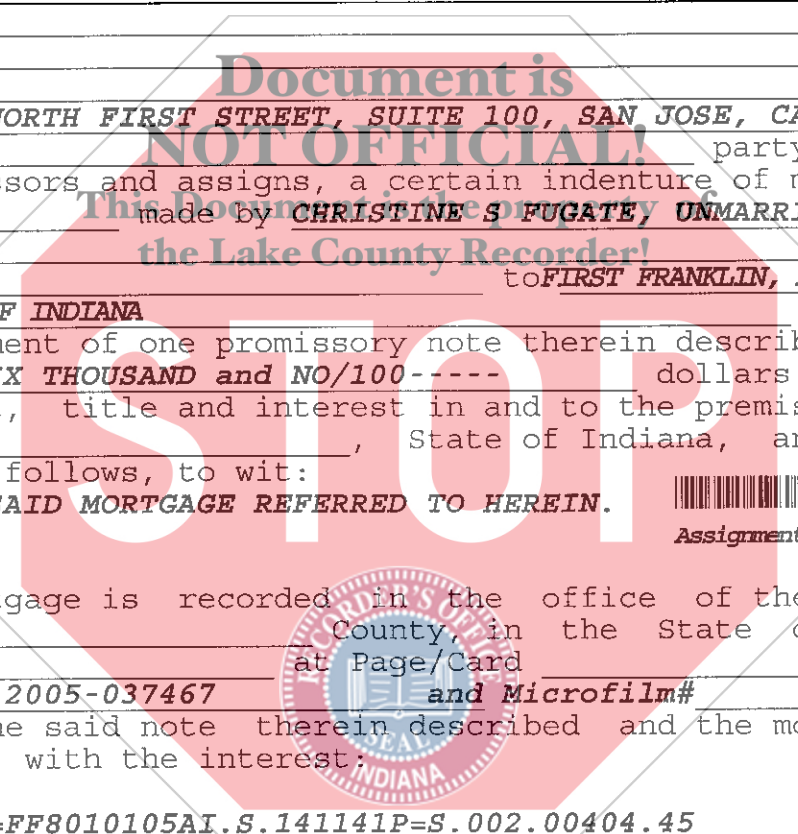 Document is
ORTH FIRST STREET, SUITE 100, SAN JOSE, CA
NOT OFFICIAL!
party
ssors and assigns, a certain indenture of
This Document is the property of
made by CHRISTINE S FUGATE, UNMARRI
the Lake County Recorder!
to FIRST FRANKLIN,
F INDIANA
STOP
ment of one promissory note therein describ
X THOUSAND and NO/100----- dollars
, title and interest in and to the premis
, State of Indiana, an
follows, to wit:
AID MORTGAGE REFERRED TO HEREIN.
Assignment
gage is recorded in the office of the
County, in the State
at Page/Card
2005-037467 and Microfilm#
e said note therein described and the mo
with the interest:
RECORDER'S OFFICE
SEAL
INDIANA
=FF8010105AI.S.141141P=S.002.00404.45